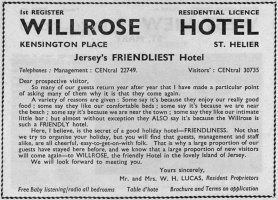 1st REGISTER RESIDENTIAL LICENCE
WILLROSE HOTEL
KENSINGTON PLACE ST. HELIER
Jersey's FRIENDLIEST Hotel
Telephones : Management : CENtral 22749. Visitors' : CENtral 30735
Dear prospective visitor,
So many of our guests return year after year that I have made a particular point
of asking many of them why it is that they come again.
A variety of reasons are given : Some say it's because they enjoy our really good
food ; some say they like our comfortable beds ; some say it's because we are near
the beach ; some say it's because we are near the town ; some say they like our intimate
little bar ; but almost without exception they ALSO say it's because the Willrose is
such a FRIENDLY hotel.
Here, I believe, is the secret of a good holiday hotel—FRIENDLINESS. Not that
we try to organise your holiday, but you will find that guests, management and staff
alike, are all cheerful, easy-to-get-on-with folk. That is why a large proportion of our
guests have stayed here before, and we know that a large proportion of new visitors
will come again—to WILLROSE, the friendly Hotel in the lovely Island of Jersey.
We will look forward to meeting you.
Yours sincerely,
Mr. and Mrs. W. H. LUCAS, Resident Proprietors
Free Baby listening/radio all bedrooms Table d'hote Brochure and Terms on application